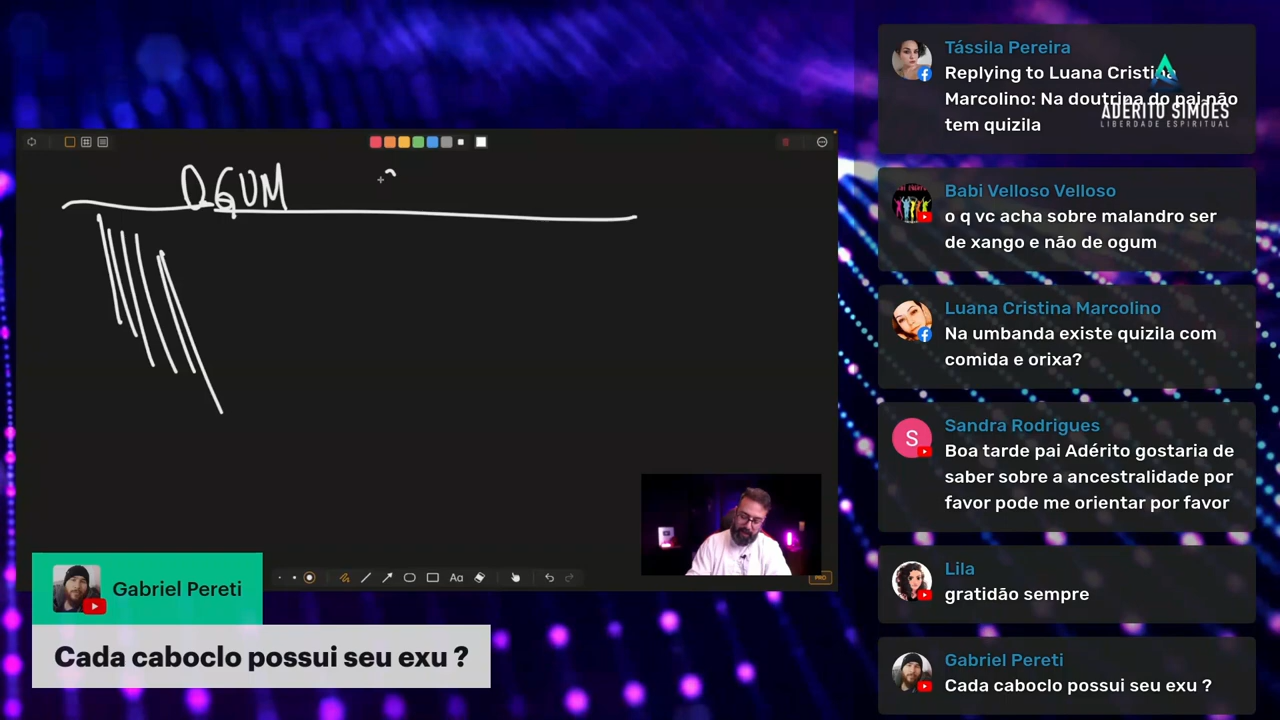 OGUM
Aa
PRO
Gabriel Pereti
Cada caboclo possui seu exu ?
Tássila Pereira
Replying to Luana Cristina
Marcolino: Na doutrina do pai não
tem quizila
ADÉRITO SIMÕES
LIBERDADE ESPIRITUAL
Babi Velloso Velloso
o q vc acha sobre malandro ser
de xango e não de ogum
Luana Cristina Marcolino
Na umbanda existe quizila com
comida e orixa?
S
Sandra Rodrigues
Boa tarde pai Adérito gostaria de
saber sobre a ancestralidade por
favor pode me orientar por favor
Lila
gratidão sempre
Gabriel Pereti
Cada caboclo possui seu exu ?